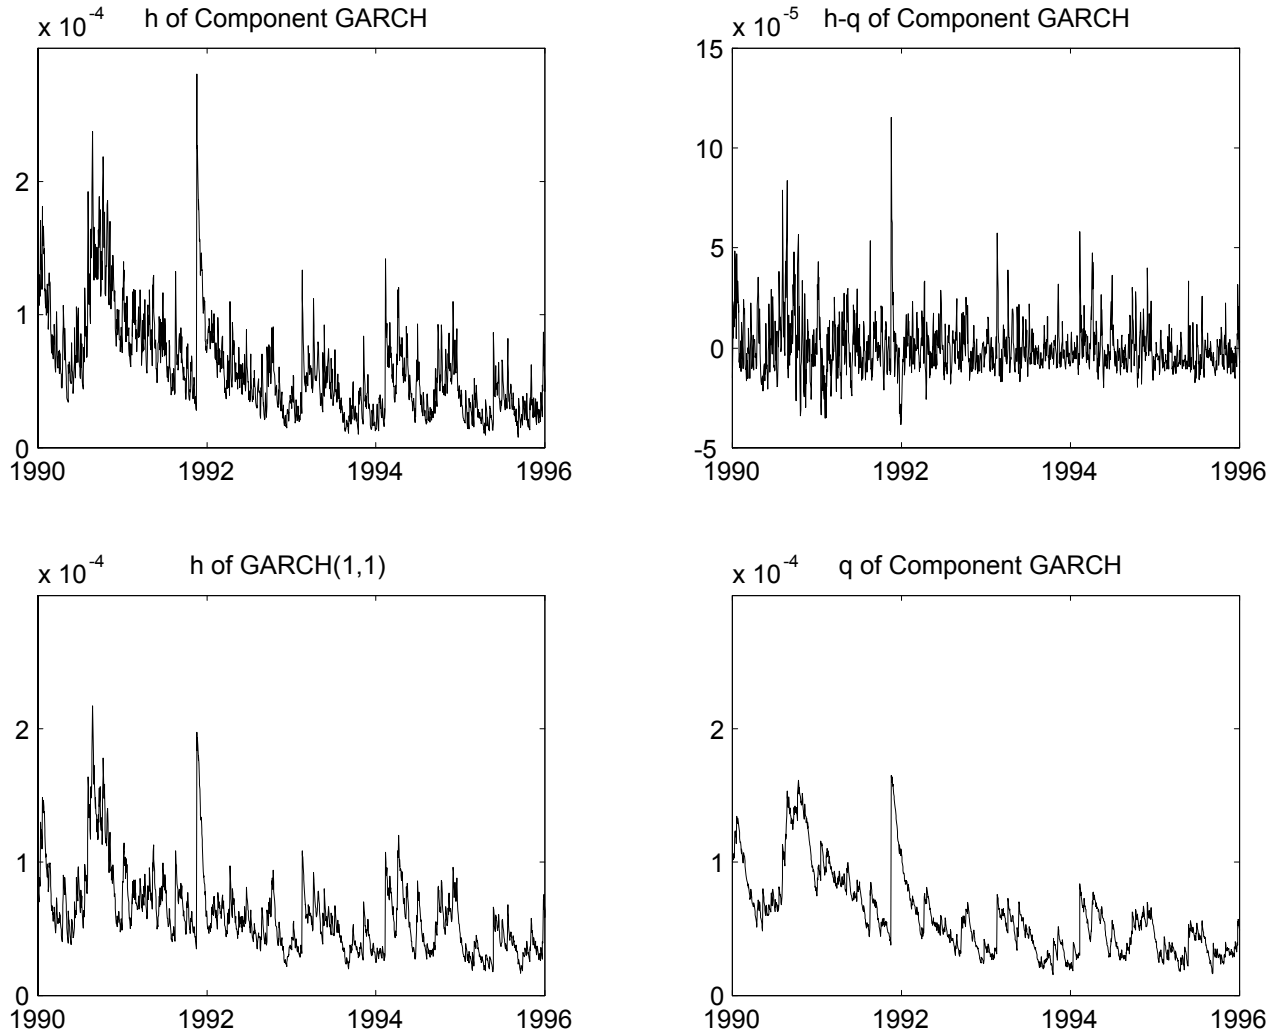 x 10-4 h of Component GARCH
2
1
0
1990 1992 1994 1996
x 10-5 h-q of Component GARCH
15
10
5
0
-5
1990 1992 1994 1996
x 10-4 h of GARCH(1,1)
2
1
0
1990 1992 1994 1996
x 10-4 q of Component GARCH
2
1
0
1990 1992 1994 1996